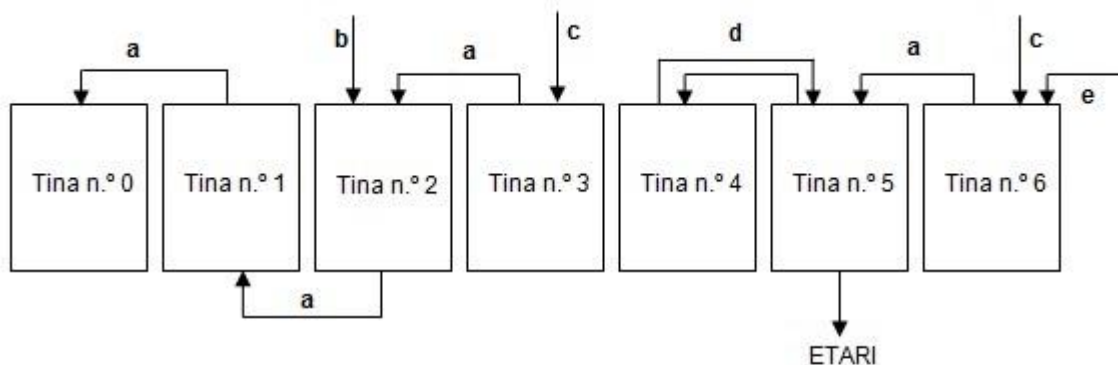 a
b
a
c
d
a
c
e
Tina n.º 0
Tina n.º 1
Tina n.º 2
Tina n.º 3
Tina n.º 4
Tina n.º 5
Tina n.º 6
a
ETARI